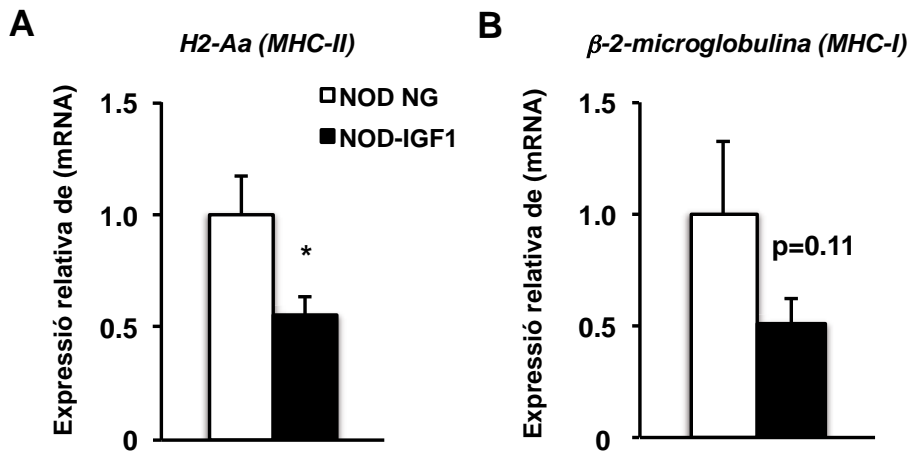 A
H2-Aa (MHC-II)
Expressió relativa de (mRNA)
1.5
1.0
0.5
0
NOD NG
NOD-IGF1
*
B
β-2-microglobulina (MHC-I)
Expressió relativa de (mRNA)
1.5
1.0
0.5
0
p=0.11